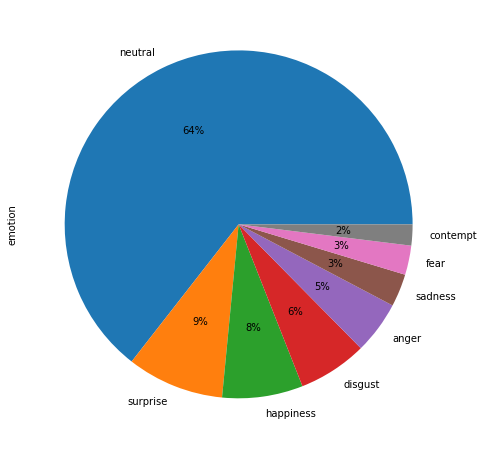 neutral
64%
emotion
2%
contempt
3%
fear
3%
sadness
5%
anger
6%
disgust
8%
happiness
9%
surprise